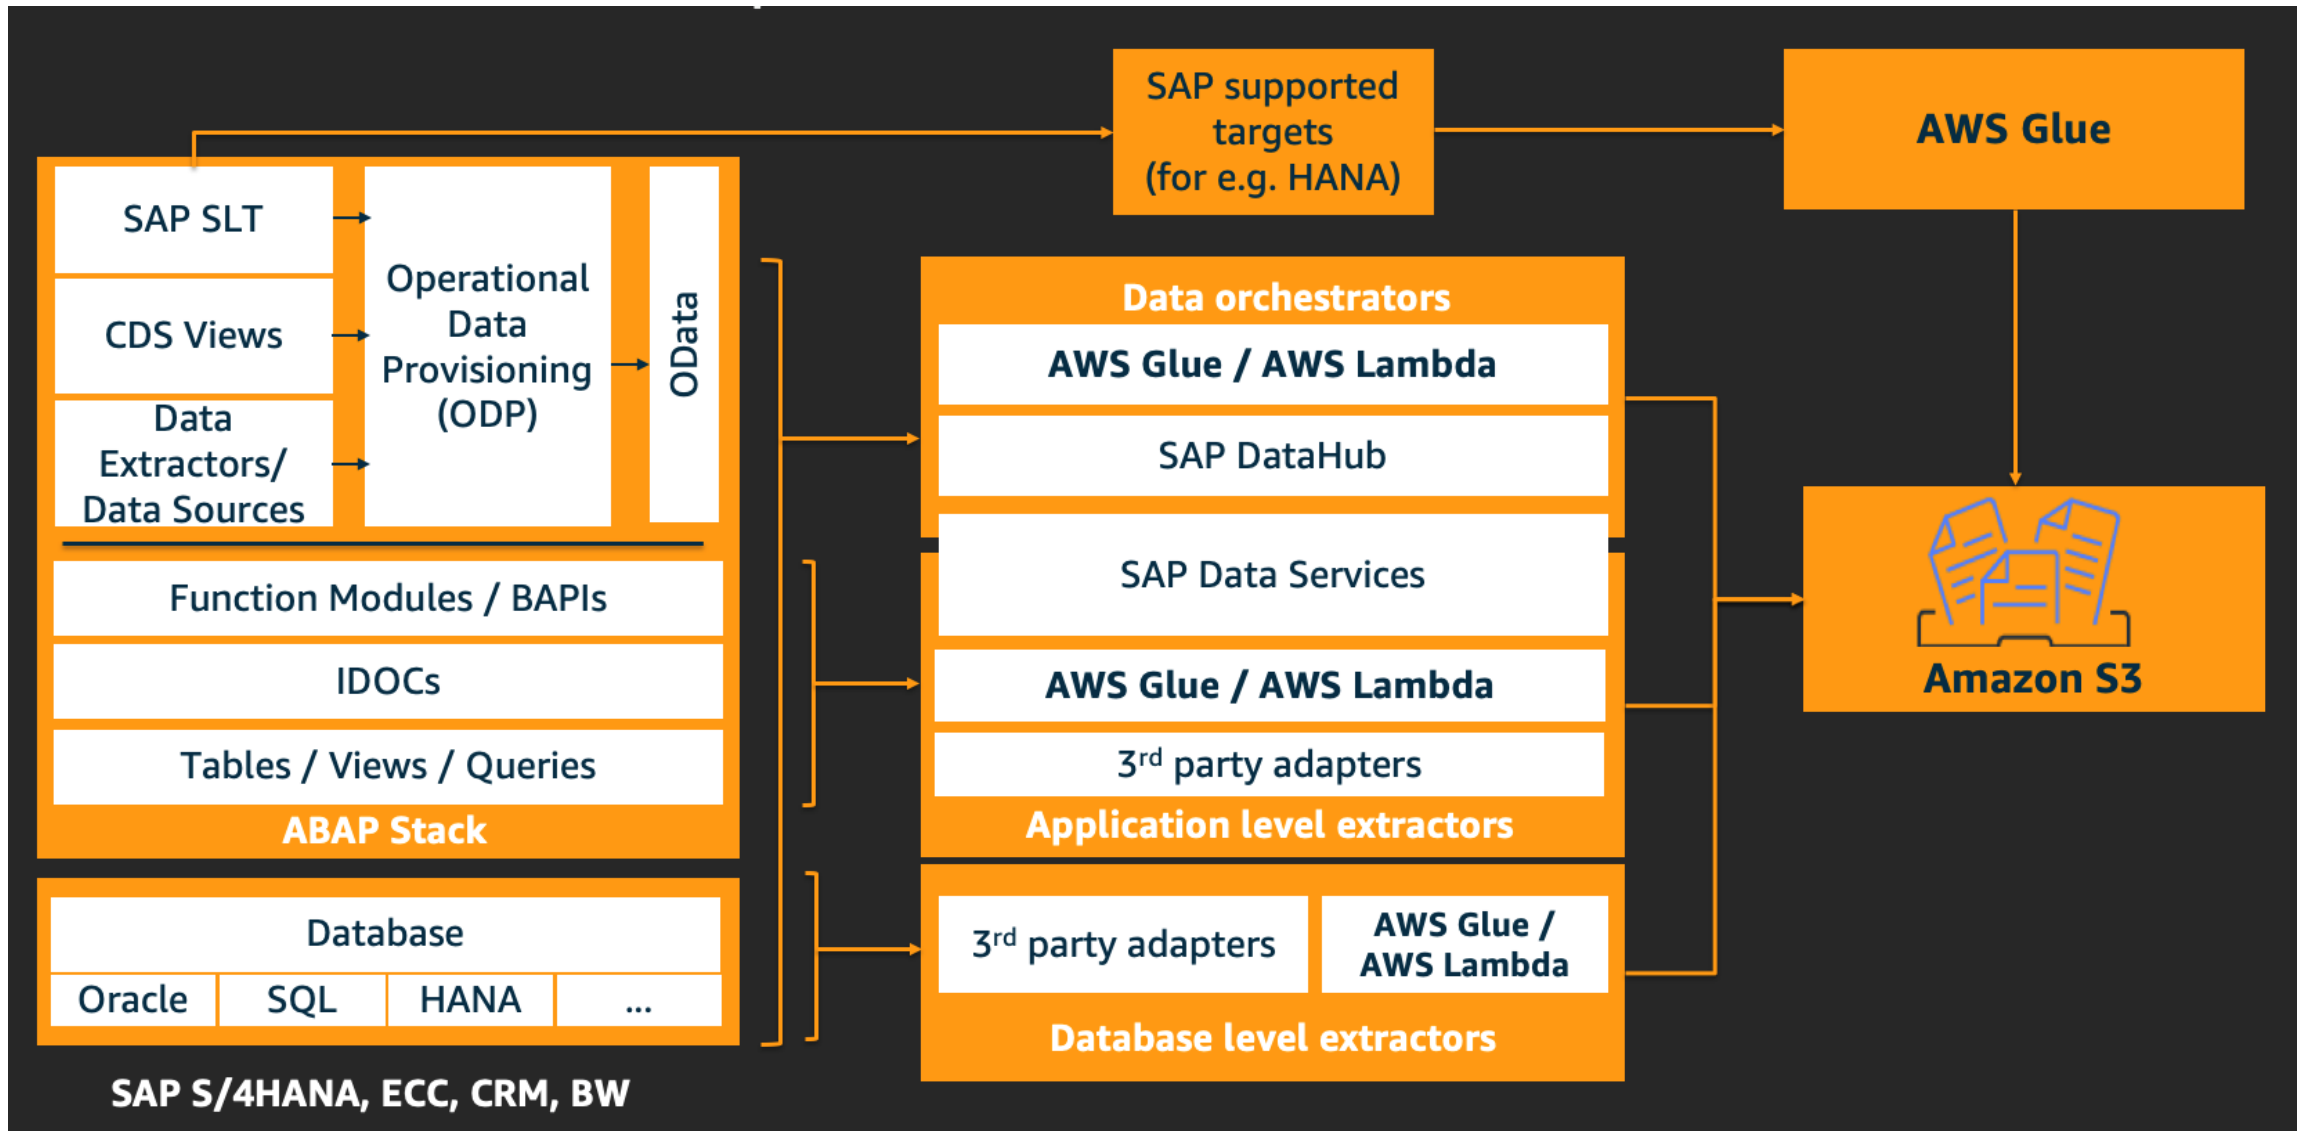 SAP supported
targets
(for e.g. HANA)
AWS Glue
SAP SLT
CDS Views
Data
Extractors/
Data Sources
Operational
Data
Provisioning
(ODP)
OData
Function Modules / BAPIs
IDOCs
Tables / Views / Queries
ABAP Stack
Database
Oracle
SQL
HANA
...
SAP S/4HANA, ECC, CRM, BW
Data orchestrators
AWS Glue / AWS Lambda
SAP DataHub
SAP Data Services
AWS Glue / AWS Lambda
3rd party adapters
Application level extractors
3rd party adapters
AWS Glue /
AWS Lambda
Database level extractors
Amazon S3